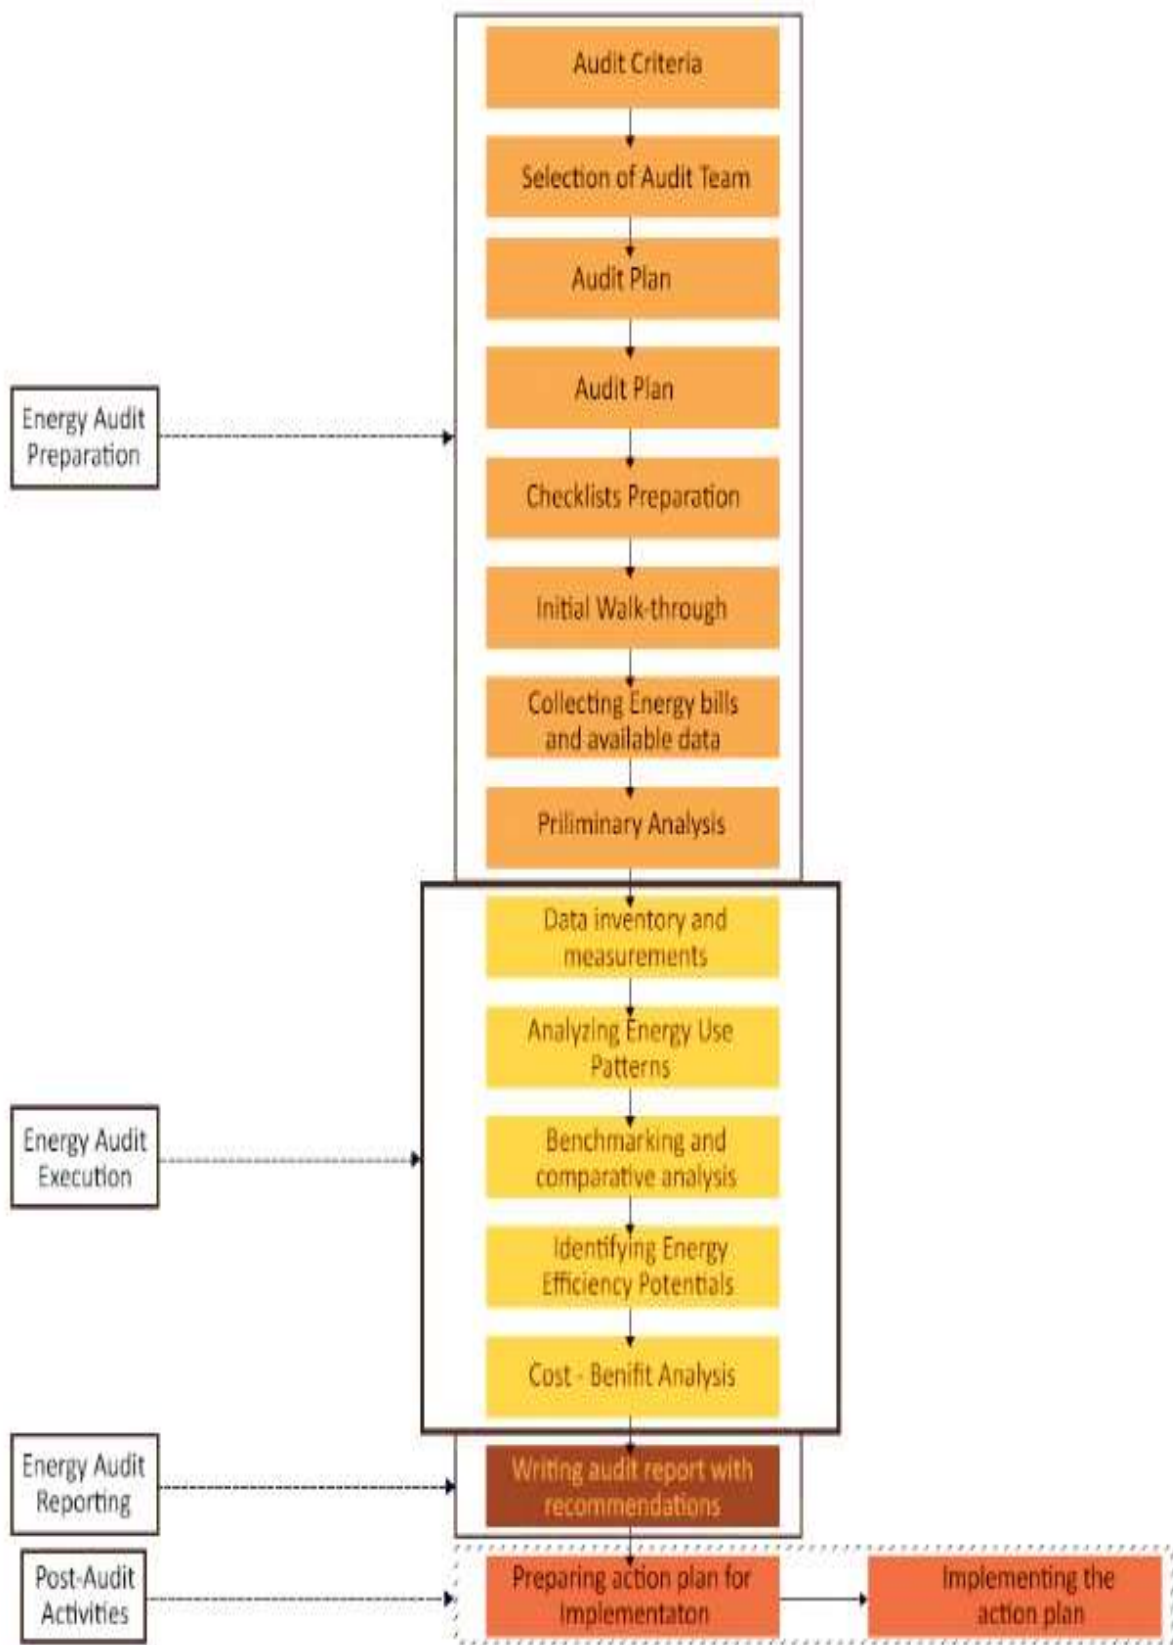 Audit Criteria
Selection of Audit Team
Audit Plan
Audit Plan
Energy Audit
Preparation
Checklists Preparation
Initial Walk-through
Collecting Energy bills
and available data
Priliminary Analysis
Data inventory and
measurements
Analyzing Energy Use
Patterns
Energy Audit
Execution
Benchmarking and
comparative analysis
Identifying Energy
Efficiency Potentials
Cost - Benifit Analysis
Energy Audit
Reporting
Writing audit report with
recommendations
Post-Audit
Activities
Preparing action plan for
Implementaton
Implementing the
action plan